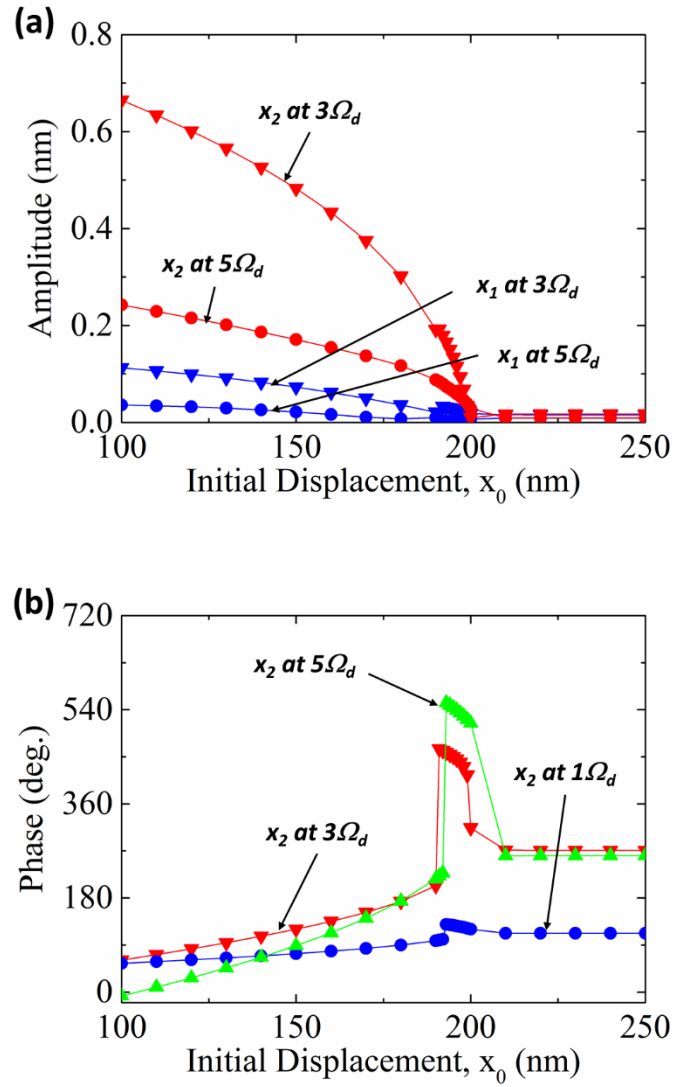 (a)
0.8
0.6
0.4
0.2
0.0
Amplitude (nm)
x2 at 3Ωd
x2 at 5Ωd
x1 at 3Ωd
x1 at 5Ωd
100 150 200 250
Initial Displacement, x0 (nm)
(b)
720
540
360
180
0
Phase (deg.)
x2 at 5Ωd
x2 at 1Ωd
x2 at 3Ωd
100 150 200 250
Initial Displacement, x0 (nm)